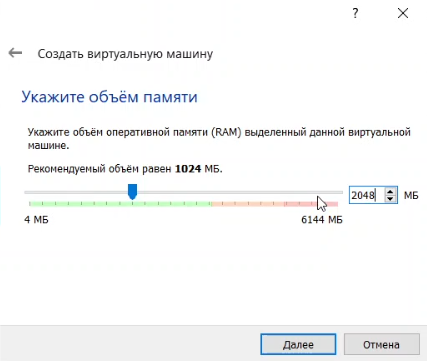 ?
Создать виртуальную машину
Укажите объём памяти
Укажите объём оперативной памяти (RAM) выделенный данной виртуальной
машине.
Рекомендуемый объём равен 1024 МБ.
2048 МБ
4 МБ 6144 МБ
Далее Отмена